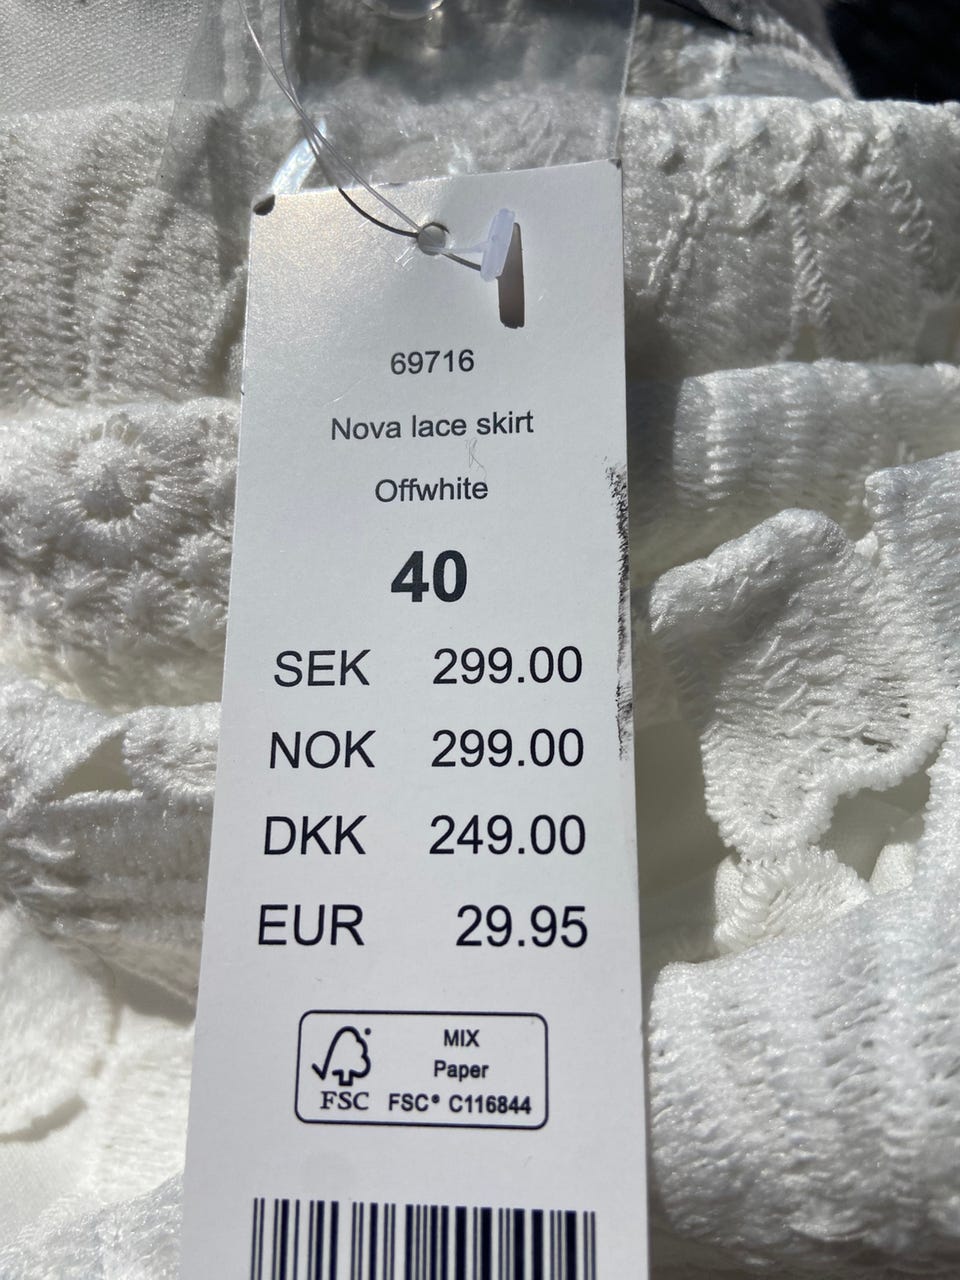 69716
Nova lace skirt
Offwhite
40
SEK 299.00
NOK 299.00
DKK 249.00
EUR 29.95
MIX
Paper
FSC FSC® C116844